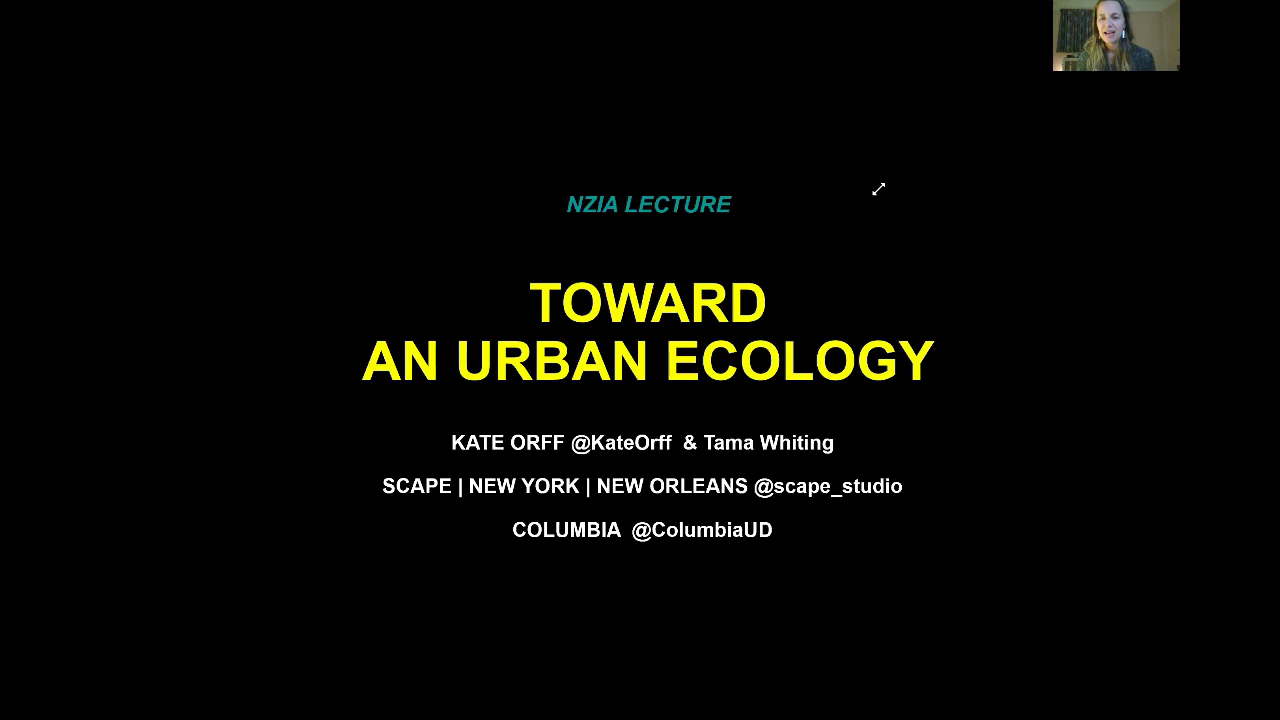 NZIA LECTURE
TOWARD
AN URBAN ECOLOGY
KATE ORFF @KateOrff & Tama Whiting
SCAPE | NEW YORK | NEW ORLEANS @scape_studio
COLUMBIA @ColumbiaUD